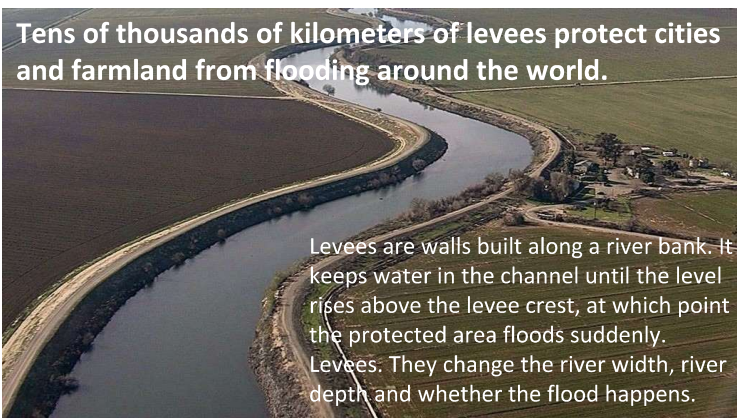 Tens of thousands of kilometers of levees protect cities
and farmland from flooding around the world.
Levees are walls built along a river bank. It
keeps water in the channel until the level
rises above the levee crest, at which point
the protected area floods suddenly.
Levees. They change the river width, river
depth and whether the flood happens.